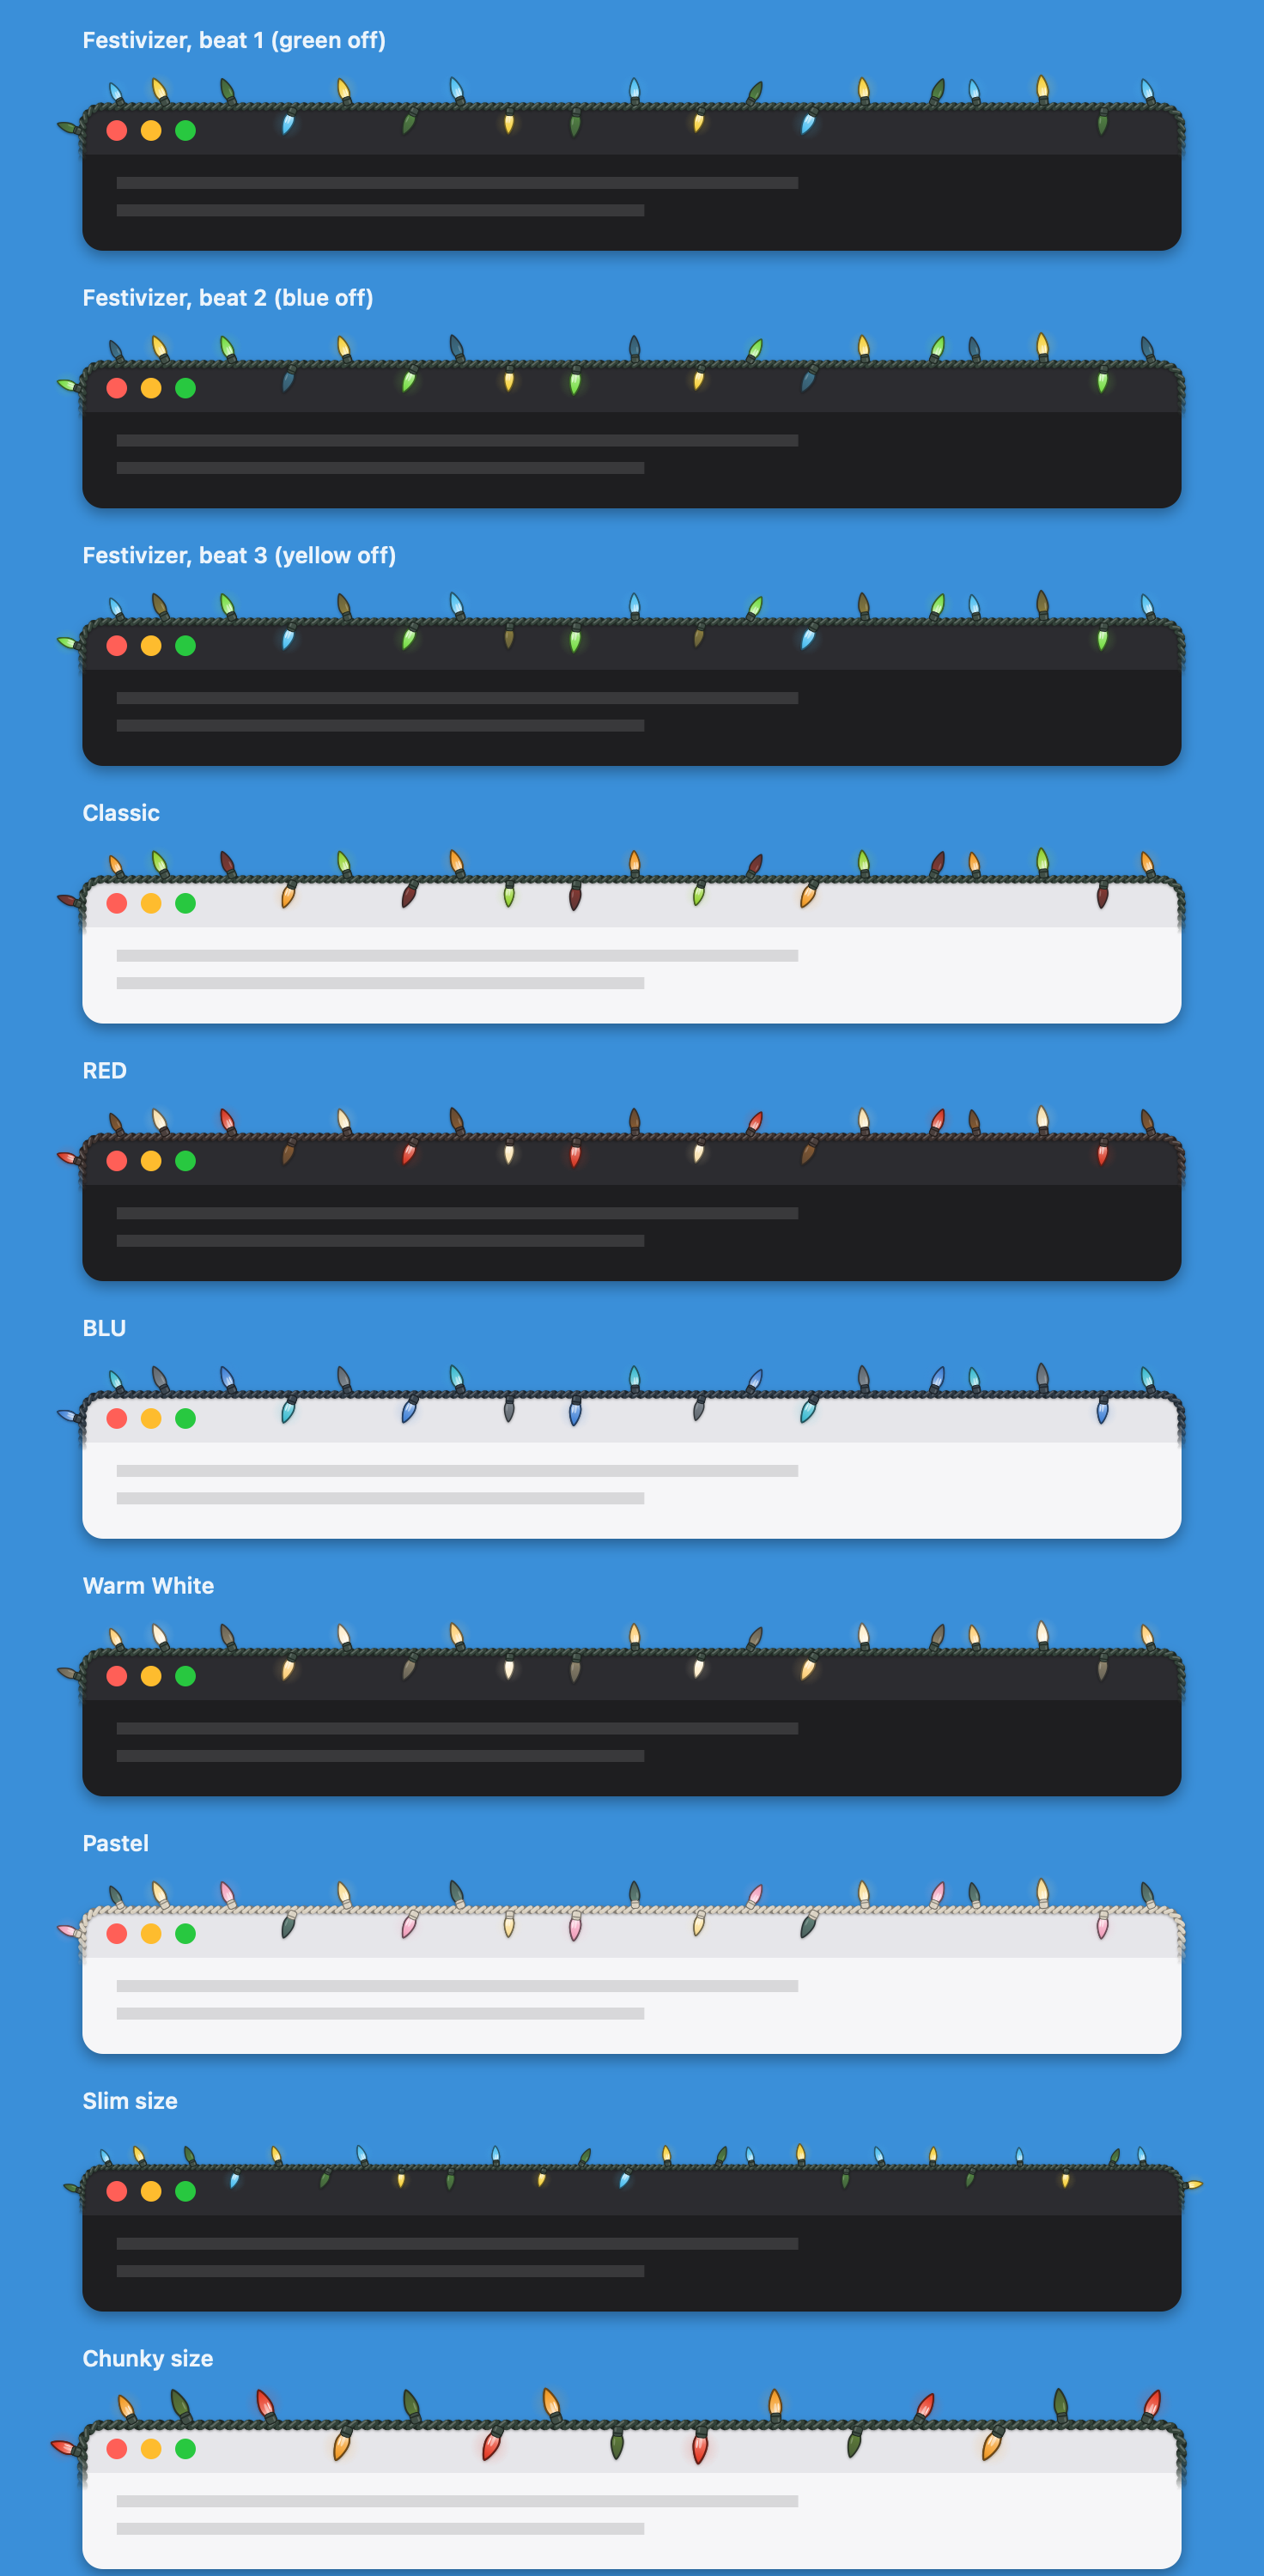 Festivizer, beat 1 (green off)
Festivizer, beat 2 (blue off)
Festivizer, beat 3 (yellow off)
Classic
RED
BLU
Warm White
Pastel
Slim size
Chunky size